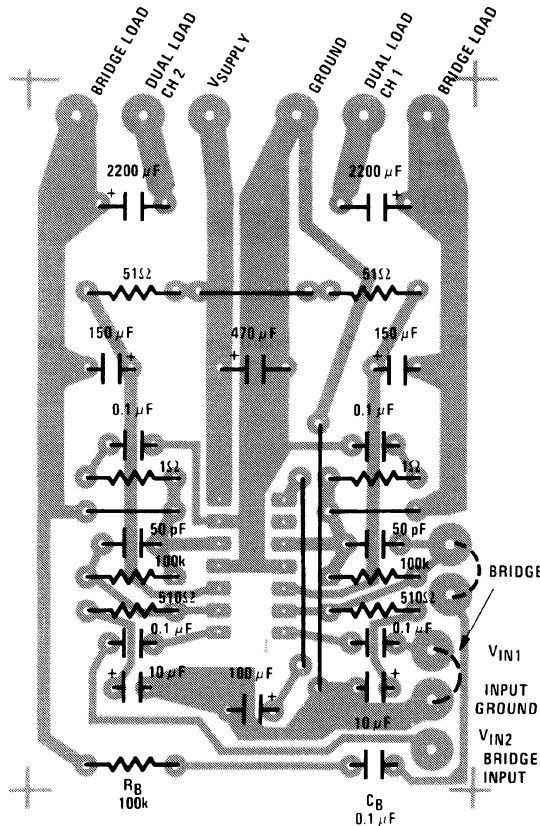 BRIDGE LOAD
DUAL LOAD
CH 2
VSUPPLY
GROUND
DUAL LOAD
CH 1
BRIDGE LOAD
2200 μF
+
2200 μF
+
51Ω
51Ω
150 μF
+
470 μF
+
150 μF
+
0.1 μF
0.1 μF
1Ω
1Ω
50 pF
50 pF
100k
100k
BRIDGE
510Ω
510Ω
0.1 μF
0.1 μF
VIN1
+
10 μF
100 μF
+
+
10 μF
INPUT
GROUND
VIN2
BRIDGE
INPUT
RB
100k
CB
0.1 μF